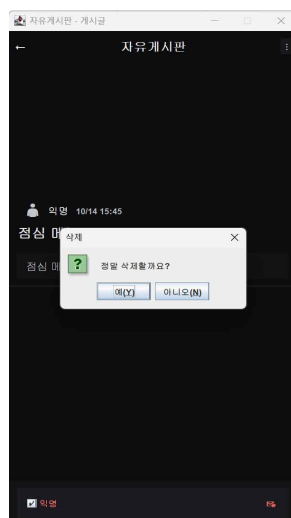 자유게시판 - 게시글
자유게시판
익명 10/14 15:45
점심 메
삭제
점심 메
정말 삭제할까요?
예(Y) 아니오(N)
익명